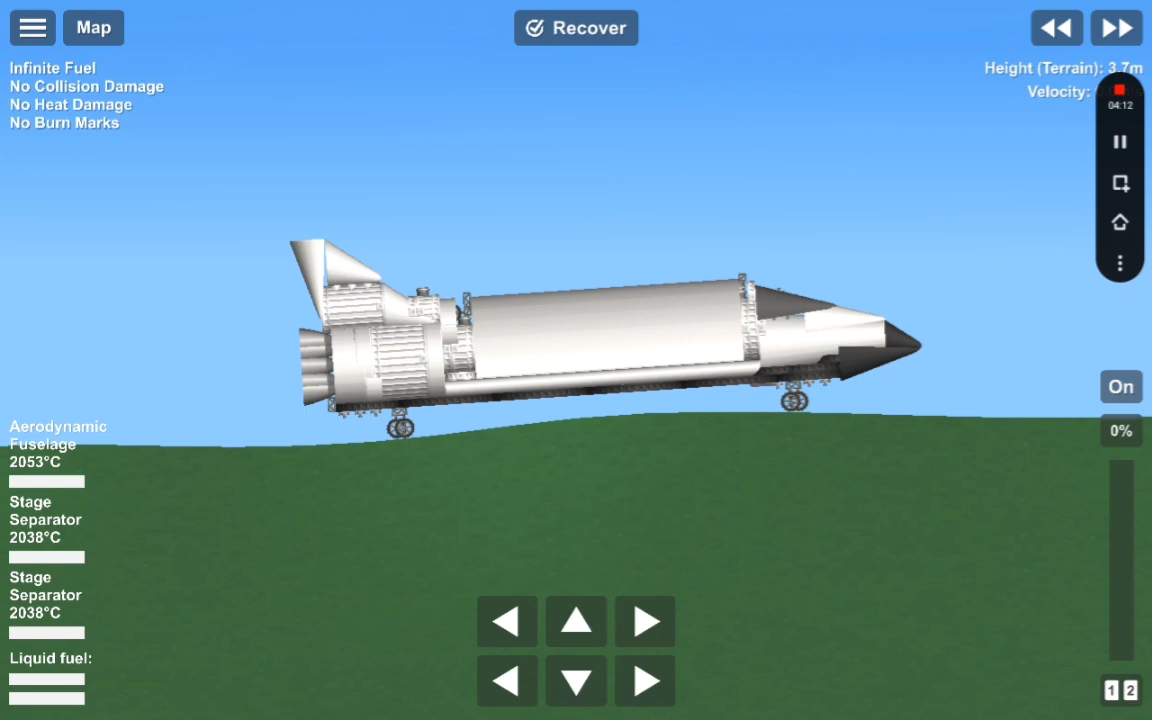 Map
Recover
Infinite Fuel
No Collision Damage
No Heat Damage
No Burn Marks
Height (Terrain): 3.7m
Velocity:
04:12
On
0%
Aerodynamic
Fuselage
2053°C
Stage
Separator
2038°C
Stage
Separator
2038°C
Liquid fuel:
1 2